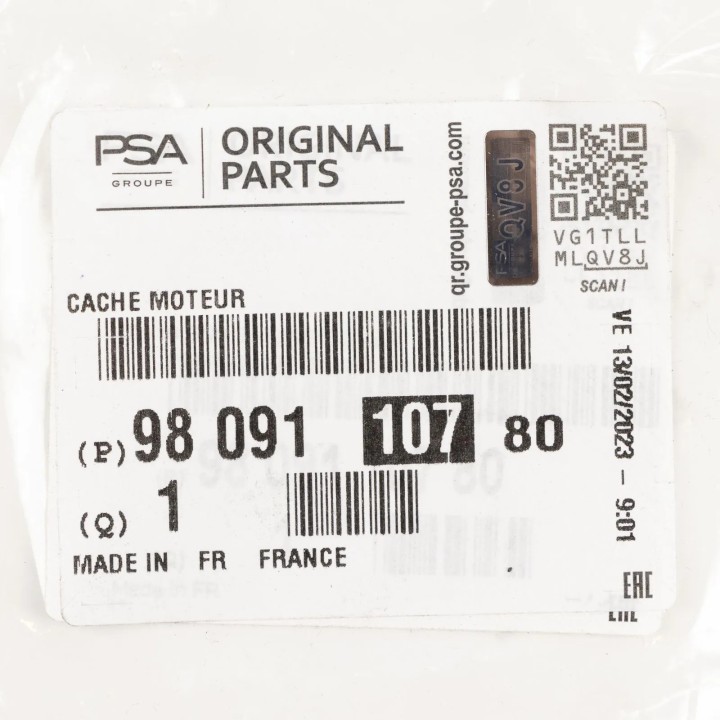 PSA
GROUPE
ORIGINAL
PARTS
qr.groupe-psa.com
PSA QV8J
VG1TLL
MLQV8J
SCAN!
CACHE MOTEUR
(P) 98 091 107 80
(Q) 1
MADE IN FR FRANCE
VE 13/02/2023 - 9:01
EAC